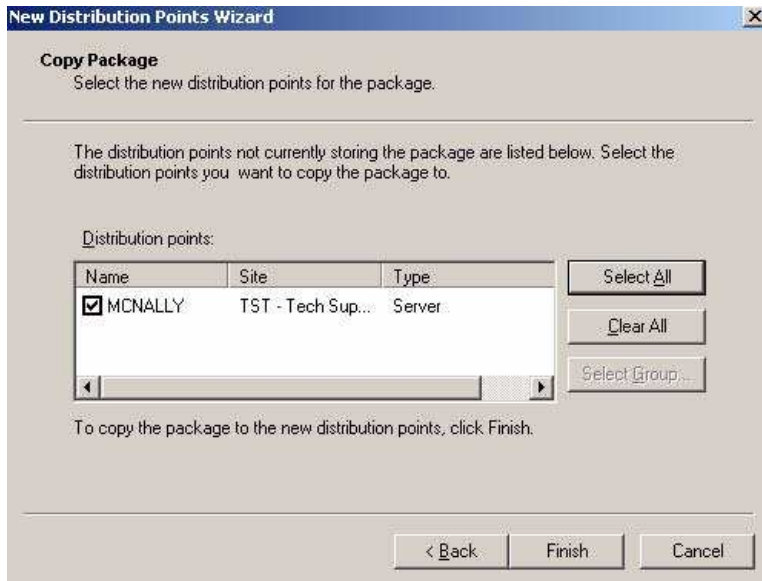 New Distribution Points Wizard
Copy Package
Select the new distribution points for the package.
The distribution points not currently storing the package are listed below. Select the
distribution points you want to copy the package to.
Distribution points:
Name Site Type
MCNALLY TST - Tech Sup... Server
Select All
Clear All
Select Group...
To copy the package to the new distribution points, click Finish.
< Back Finish Cancel